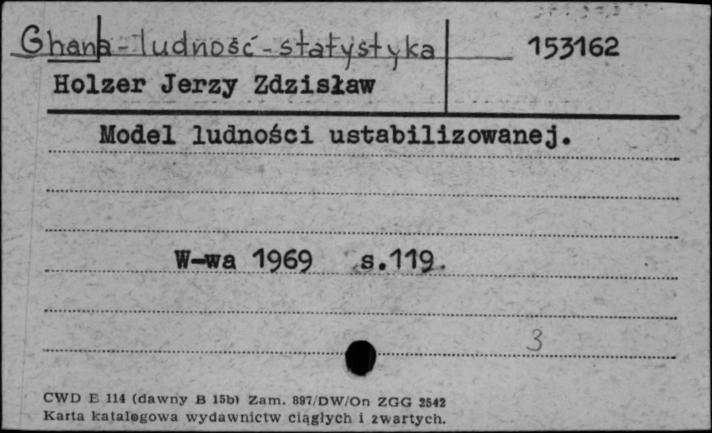 Ghana - ludność - statystyka 153162
Holzer Jerzy Zdzisław
Model ludności ustabilizowanej.
W-wa 1969 s.119.
3
CWD E 114 (dawny B 15b) Zam. 897/DW/On ZGG 2542
Karta katalogowa wydawnictw ciągłych i zwartych.